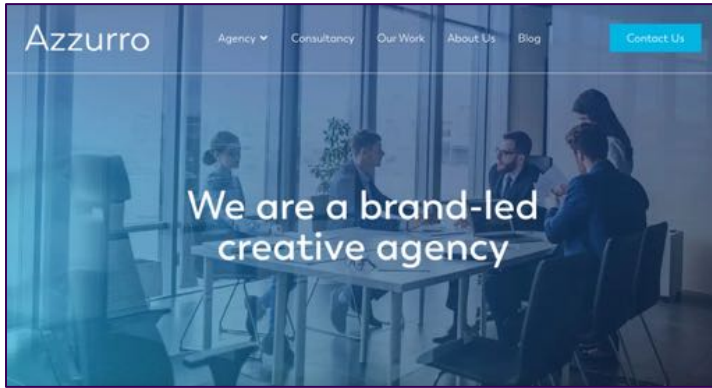 Azzurro
Agency
Consultancy
Our Work
About Us
Blog
Contact Us
We are a brand-led
creative agency